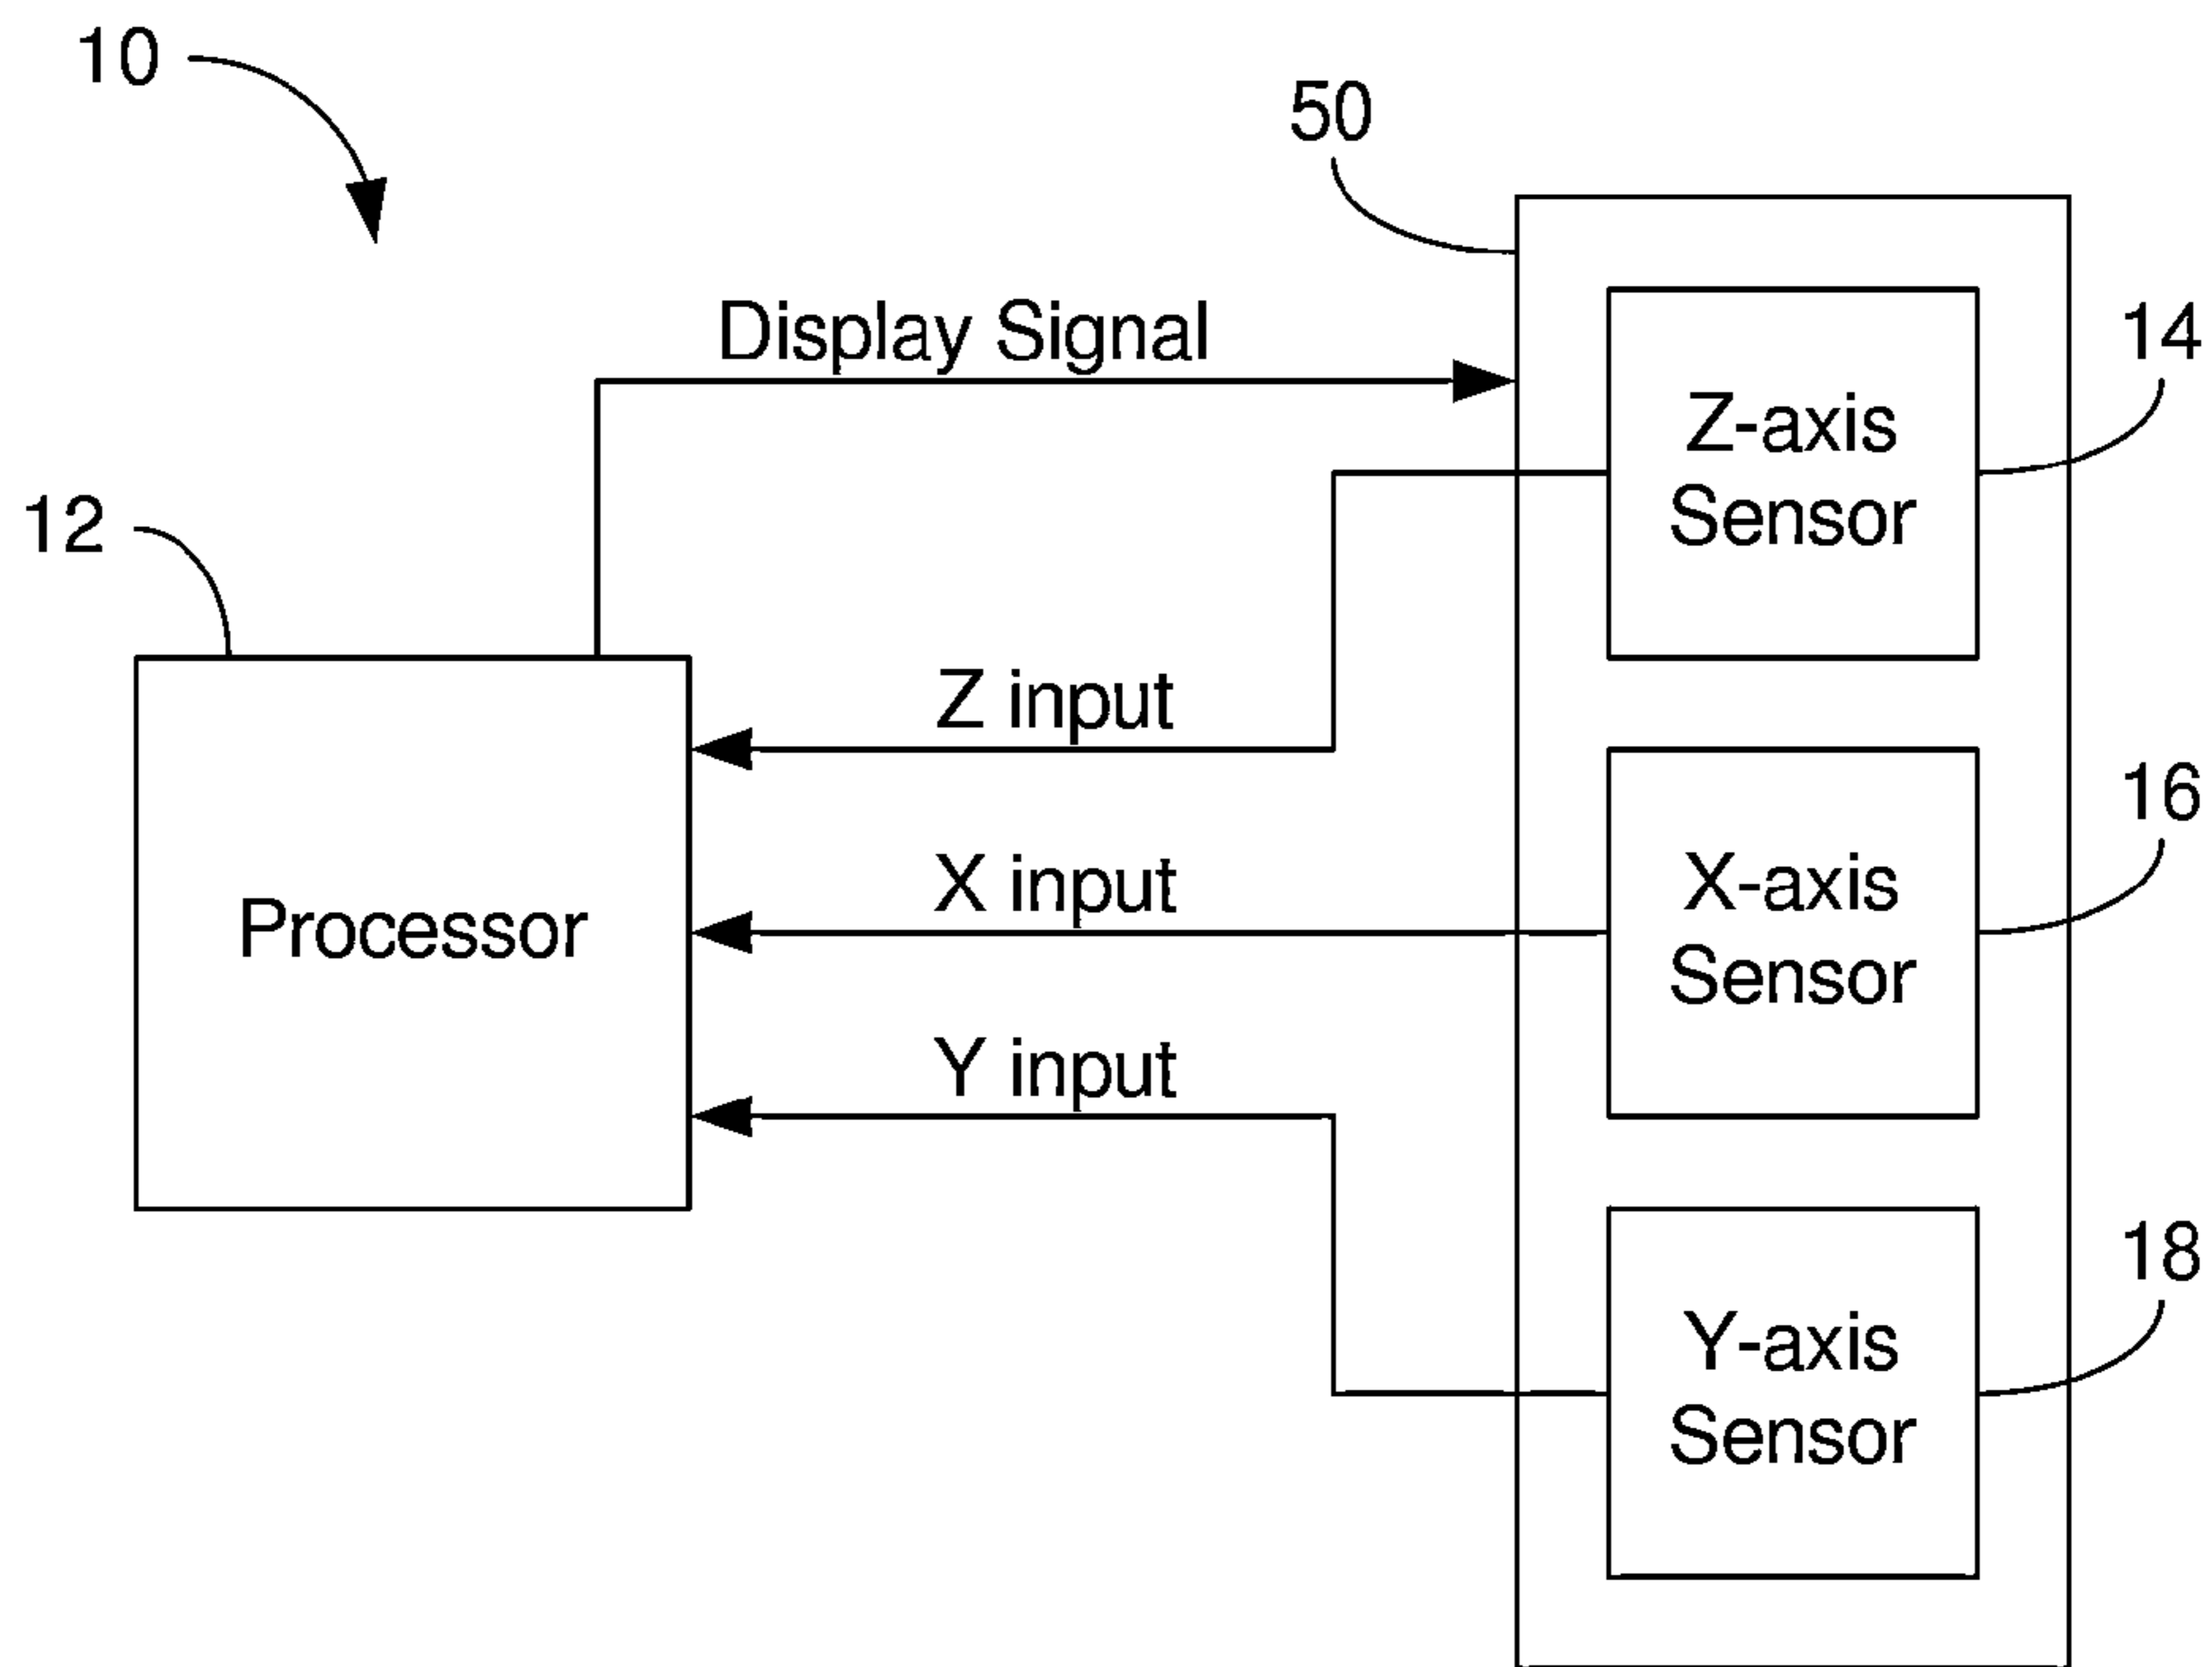 10
50
Display Signal
14
Z-axis
Sensor
12
Z input
16
X input
X-axis
Sensor
Processor
Y input
18
Y-axis
Sensor